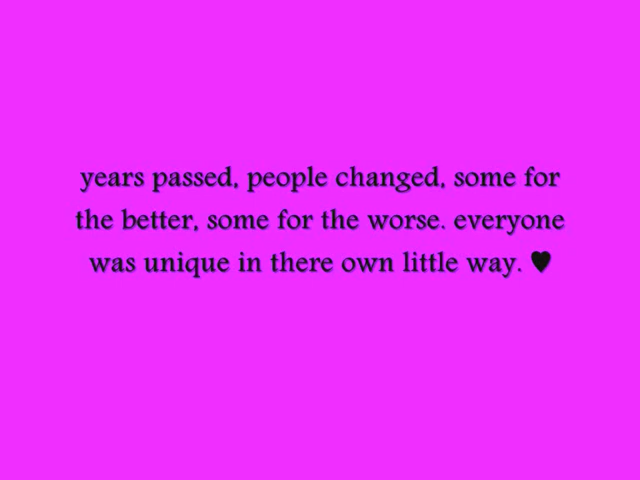 years passed, people changed, some for
the better, some for the worse. everyone
was unique in there own little way. ♥